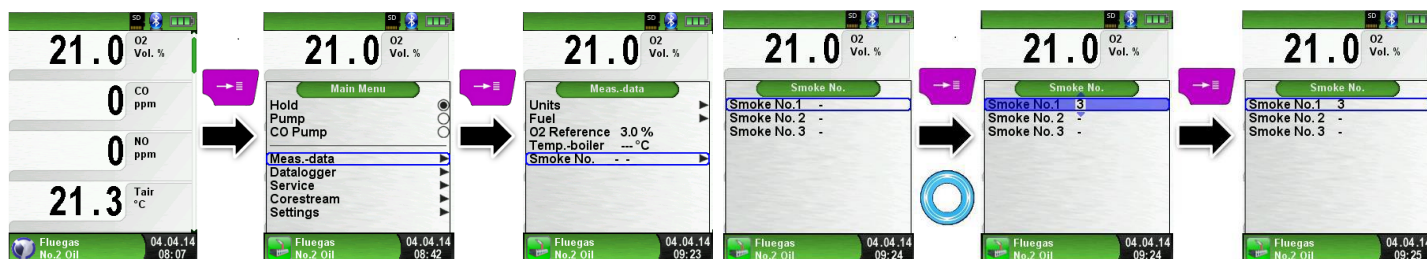 SD
21.0 O2 Vol. %
0 CO ppm
0 NO ppm
21.3 Tair °C
Fluegas 04.04.14
No.2 Oil 08:07
SD
21.0 O2 Vol. %
Main Menu
Hold
Pump
CO Pump
Meas.-data
Datalogger
Service
Corestream
Settings
Fluegas 04.04.14
No.2 Oil 08:42
SD
21.0 O2 Vol. %
Meas.-data
Units
Fuel
O2 Reference 3.0 %
Temp.-boiler ---°C
Smoke No. - -
Fluegas 04.04.14
No.2 Oil 09:23
SD
21.0 O2 Vol. %
Smoke No.
Smoke No.1 -
Smoke No. 2 -
Smoke No. 3 -
Fluegas 04.04.14
No.2 Oil 09:24
SD
21.0 O2 Vol. %
Smoke No.
Smoke No.1 3
Smoke No. 2 -
Smoke No. 3 -
Fluegas 04.04.14
No.2 Oil 09:24
SD
21.0 O2 Vol. %
Smoke No.
Smoke No.1 3
Smoke No. 2 -
Smoke No. 3 -
Fluegas 04.04.14
No.2 Oil